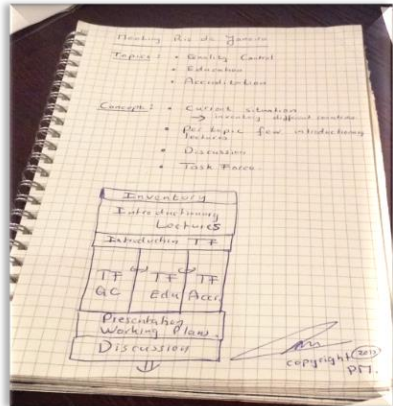 Meeting Rio de Janeiro
Topics: • Quality Control
• Education
• Accreditation
Concept: • Current situation
→ inventory different countries
• Per topic few introductionary
lectures
• Discussion
• Task Force
Inventory
Introductionary
Lectures
Introduction TF
TF TF TF
QC Edu Accr.
Presentation
Working Plans.
Discussion
copyright 2013